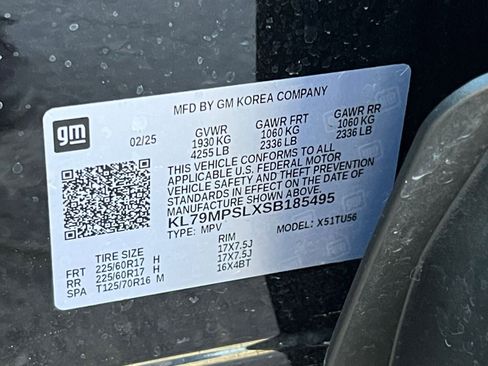 MFD BY GM KOREA COMPANY
gm
02/25
GVWR GAWR FRT GAWR RR
1930 KG 1060 KG 1060 KG
4255 LB 2336 LB 2336 LB
THIS VEHICLE CONFORMS TO ALL
APPLICABLE U.S. FEDERAL MOTOR
VEHICLE SAFETY, BUMPER, AND THEFT
PREVENTION STANDARDS IN EFFECT
ON THE DATE OF MANUFACTURE
MANUFACTURE SHOWN ABOVE.
KL79MPSLXSB185495
TYPE: MPV MODEL: X51TU56
TIRE SIZE RIM
FRT 225/60R17 H 17X7.5J
RR 225/60R17 H 17X7.5J
SPA T125/70R16 M 16X4BT